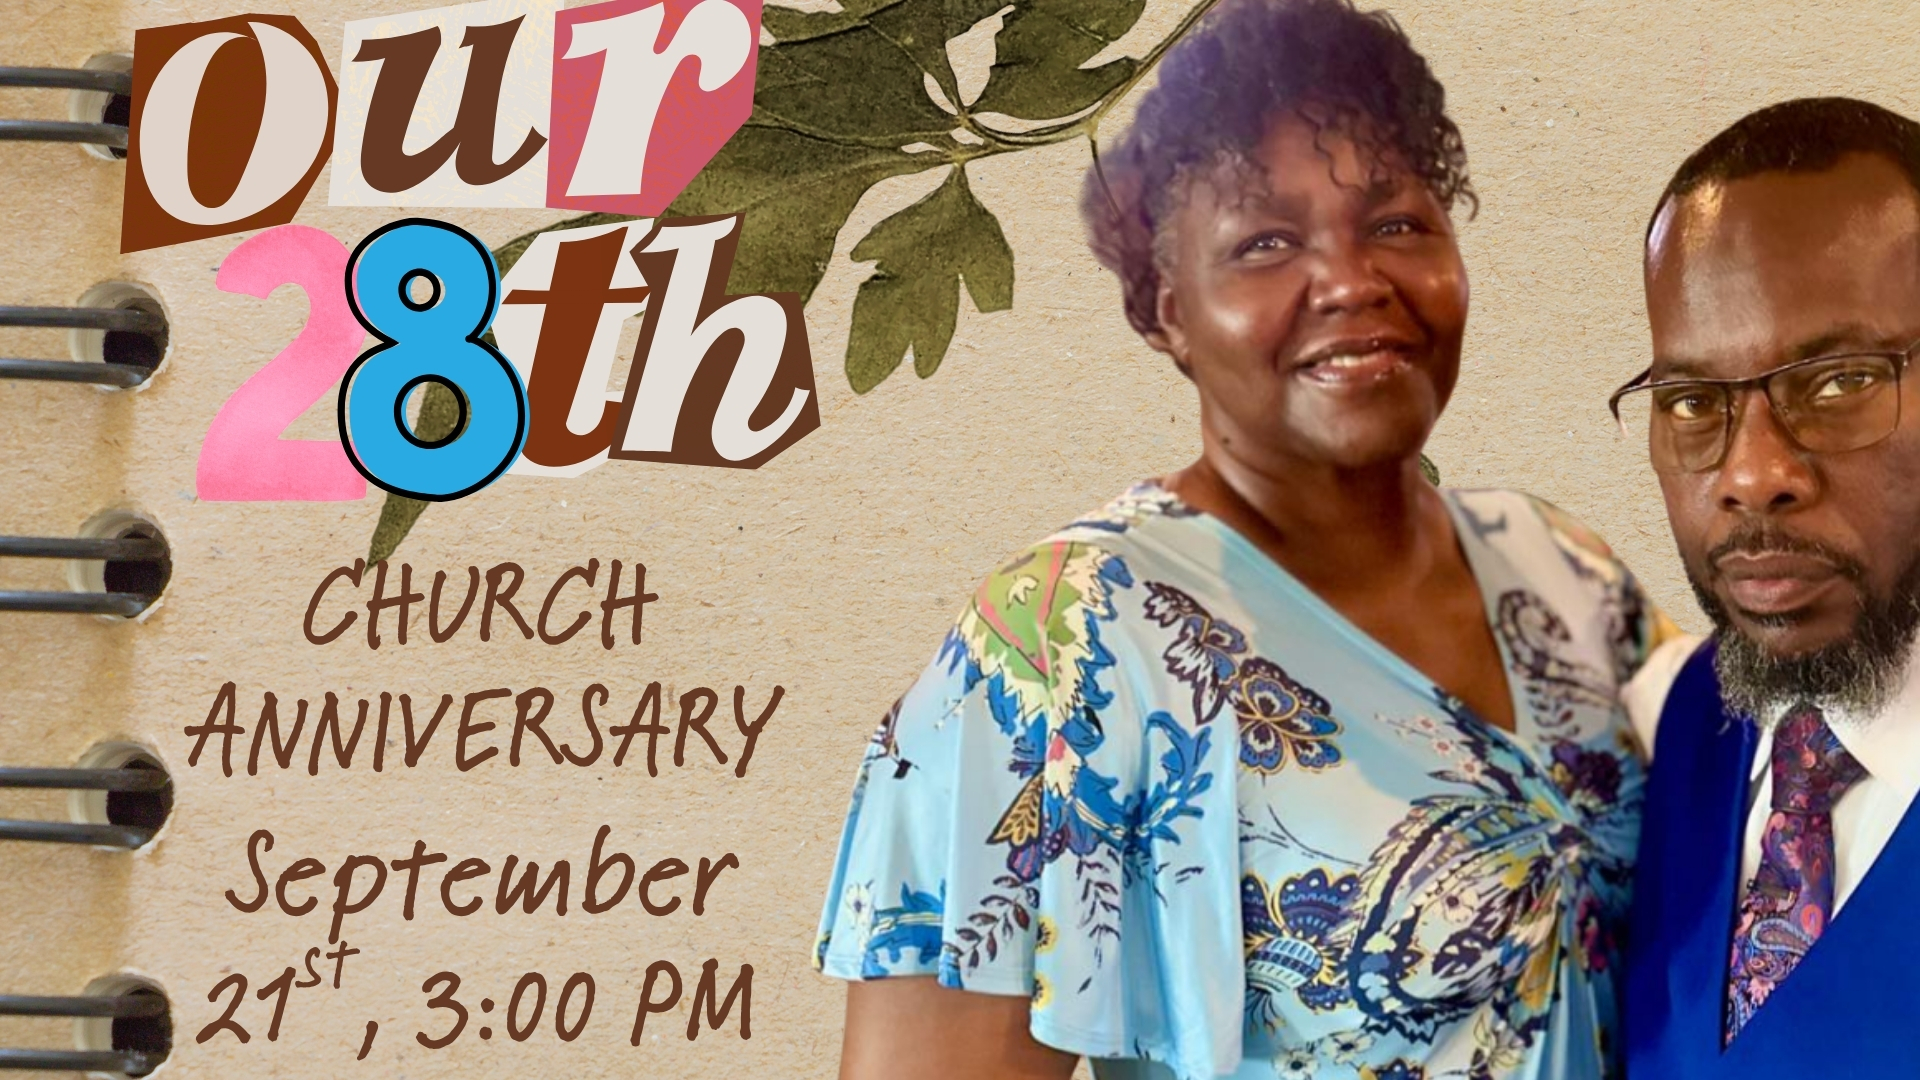 our
28th
CHURCH
ANNIVERSARY
September
21st, 3:00 PM